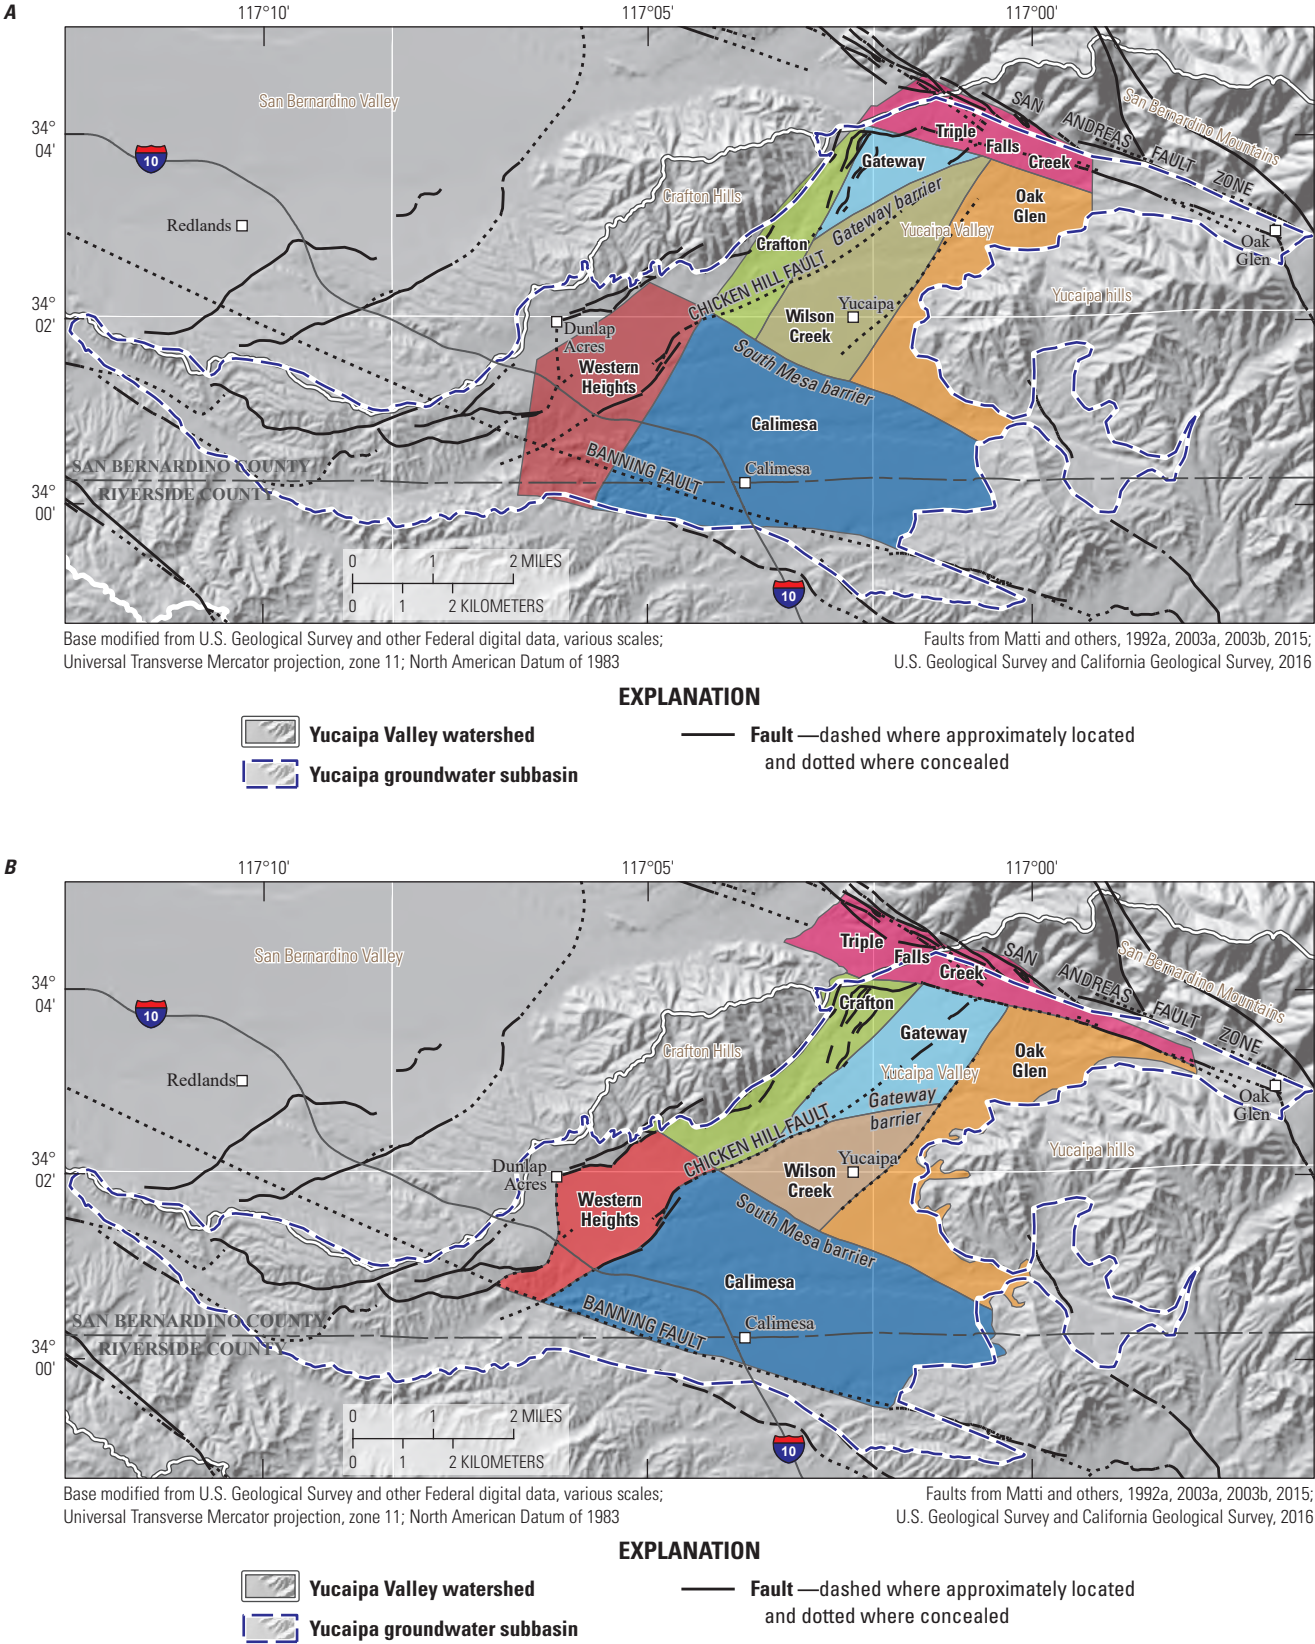 A
117°10'
117°05'
117°00'
San Bernardino Valley
San Bernardino Mountains
SAN ANDREAS FAULT ZONE
34°
04'
10
Triple Falls Creek
Gateway
Crafton Hills
Oak
Glen
Redlands
Gateway barrier
Yucaipa Valley
Crafton
Oak
Glen
CHICKEN HILL FAULT
Yucaipa hills
34°
02'
Yucaipa
Wilson
Creek
Dunlap
Acres
Western
Heights
South Mesa barrier
Calimesa
BANNING FAULT
SAN BERNARDINO COUNTY
RIVERSIDE COUNTY
Calimesa
34°
00'
0 1 2 MILES
0 1 2 KILOMETERS
10
Base modified from U.S. Geological Survey and other Federal digital data, various scales;
Universal Transverse Mercator projection, zone 11; North American Datum of 1983
Faults from Matti and others, 1992a, 2003a, 2003b, 2015;
U.S. Geological Survey and California Geological Survey, 2016
EXPLANATION
Yucaipa Valley watershed
Yucaipa groundwater subbasin
Fault —dashed where approximately located
and dotted where concealed
B
117°10'
117°05'
117°00'
San Bernardino Valley
Triple Falls Creek
San Bernardino Mountains
SAN ANDREAS FAULT ZONE
34°
04'
10
Crafton
Gateway
Crafton Hills
Oak
Glen
Redlands
Yucaipa Valley
Gateway
barrier
Oak
Glen
CHICKEN HILL FAULT
Yucaipa hills
34°
02'
Yucaipa
Wilson
Creek
Dunlap
Acres
Western
Heights
South Mesa barrier
Calimesa
BANNING FAULT
SAN BERNARDINO COUNTY
RIVERSIDE COUNTY
Calimesa
34°
00'
0 1 2 MILES
0 1 2 KILOMETERS
10
Base modified from U.S. Geological Survey and other Federal digital data, various scales;
Universal Transverse Mercator projection, zone 11; North American Datum of 1983
Faults from Matti and others, 1992a, 2003a, 2003b, 2015;
U.S. Geological Survey and California Geological Survey, 2016
EXPLANATION
Yucaipa Valley watershed
Yucaipa groundwater subbasin
Fault —dashed where approximately located
and dotted where concealed